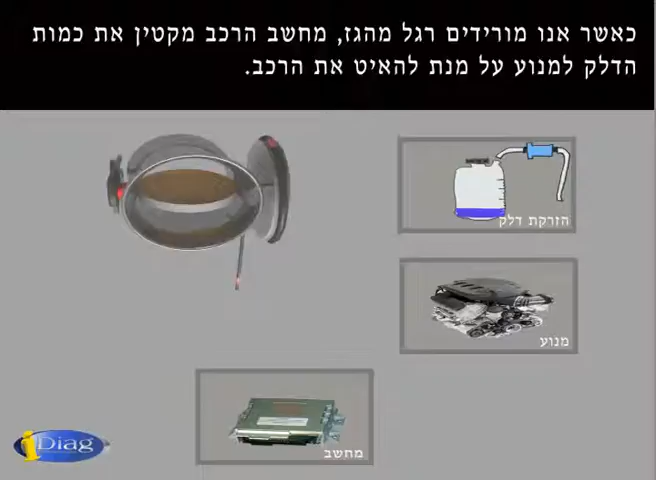 כאשר אנו מורידים רגל מהגז, מחשב הרכב מקטין את כמות
הדלק למנוע על מנת להאיט את הרכב.
הזרקת דלק
מנוע
מחשב
iDiag